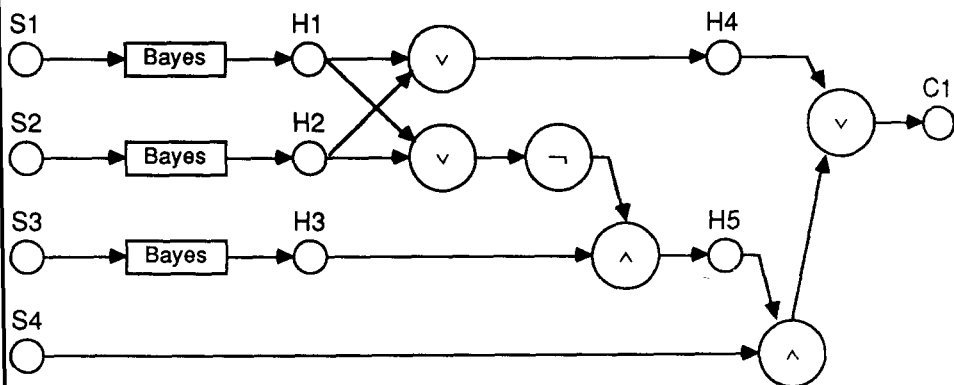 S1 H1 H4
Bayes ∨
C1
∨
S2 H2
Bayes ∨ ¬
S3 H3 H5
Bayes ∧
S4
∧